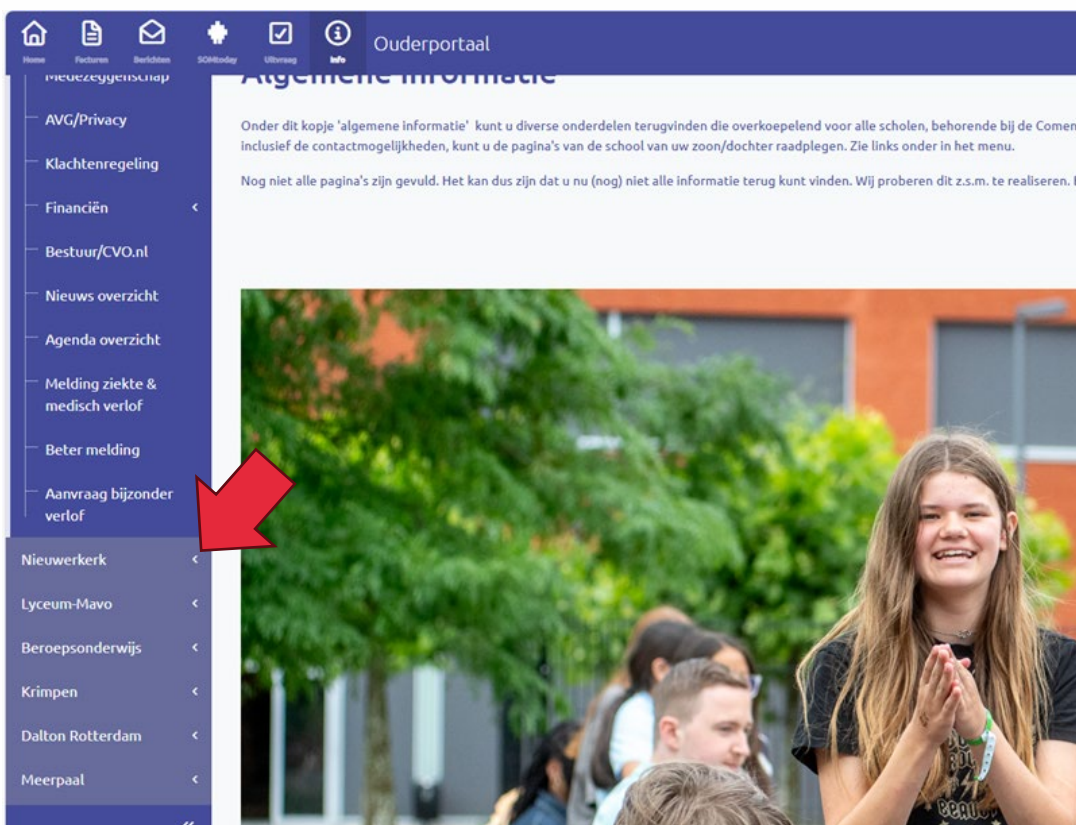 Home
Facturen
Berichten
SOMtoday
Uitvraag
Info
Ouderportaal
Medezeggenschap
AVG/Privacy
Klachtenregeling
Financiën
Bestuur/CVO.nl
Nieuws overzicht
Agenda overzicht
Melding ziekte &
medisch verlof
Beter melding
Aanvraag bijzonder
verlof
Nieuwerkerk
Lyceum-Mavo
Beroepsonderwijs
Krimpen
Dalton Rotterdam
Meerpaal
Algemene informatie
Onder dit kopje 'algemene informatie' kunt u diverse onderdelen terugvinden die overkoepelend voor alle scholen, behorende bij de Comen
inclusief de contactmogelijkheden, kunt u de pagina's van de school van uw zoon/dochter raadplegen. Zie links onder in het menu.
Nog niet alle pagina's zijn gevuld. Het kan dus zijn dat u nu (nog) niet alle informatie terug kunt vinden. Wij proberen dit z.s.m. te realiseren.